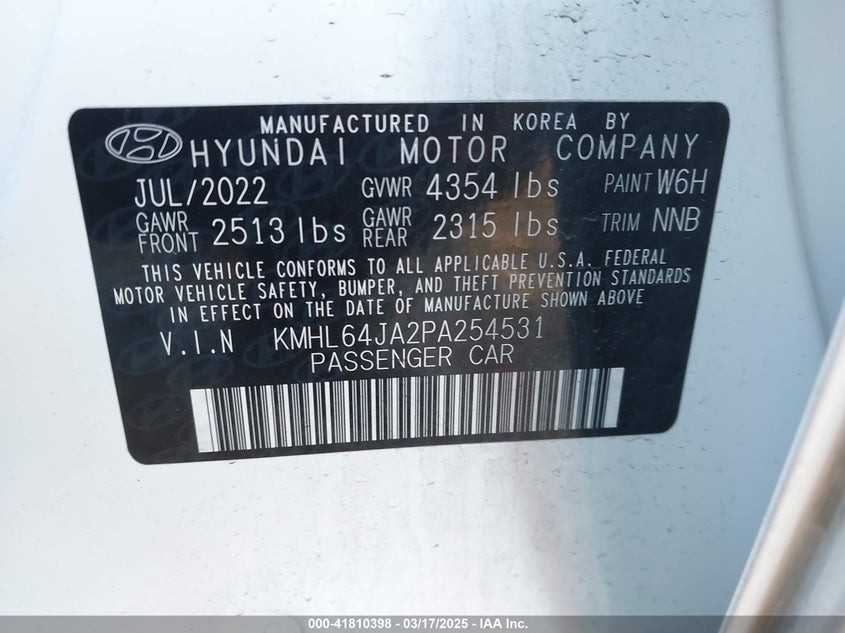 MANUFACTURED IN KOREA BY
HYUNDAI MOTOR COMPANY
JUL/2022 GVWR 4354 lbs PAINT W6H
GAWR FRONT 2513 lbs GAWR REAR 2315 lbs TRIM NNB
THIS VEHICLE CONFORMS TO ALL APPLICABLE U.S.A. FEDERAL
MOTOR VEHICLE SAFETY, BUMPER, AND THEFT PREVENTION STANDARDS
IN EFFECT ON THE DATE OF MANUFACTURE SHOWN ABOVE
V.I.N KMHL64JA2PA254531
PASSENGER CAR
000-41810398 - 03/17/2025 - IAA Inc.